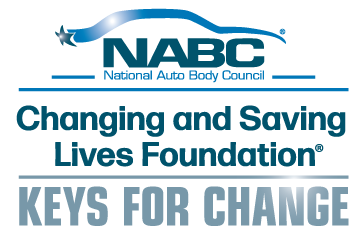 NABC®
National Auto Body Council
Changing and Saving
Lives Foundation®
KEYS FOR CHANGE